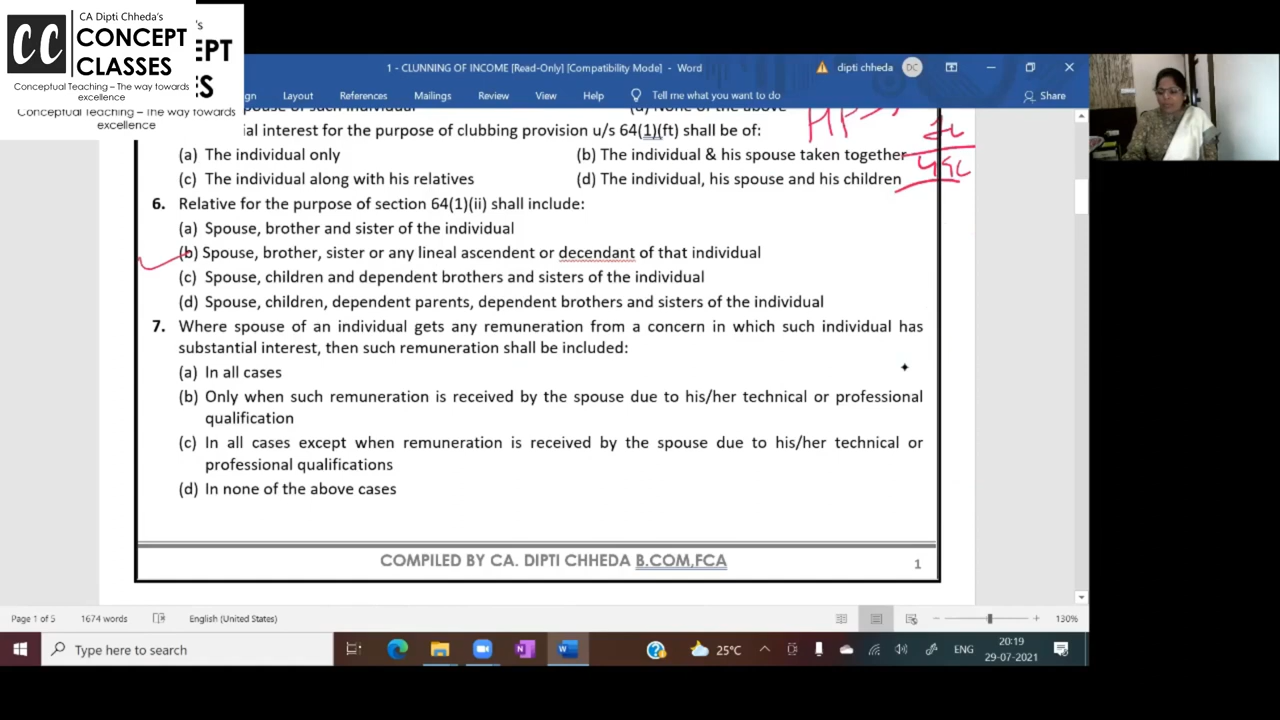 CA Dipti Chheda's
CONCEPT
CLASSES
CC
Conceptual Teaching – The way towards
excellence
EPT
Conceptual Teaching – The way towards
excellence
1 - CLUNNING OF INCOME [Read-Only] [Compatibility Mode] - Word
dipti chheda
DC
Layout References Mailings Review View Help Tell me what you want to do
Share
interest for the purpose of clubbing provision u/s 64(1)(ft) shall be of:
(a) The individual only
(b) The individual & his spouse taken together
(c) The individual along with his relatives
(d) The individual, his spouse and his children
6. Relative for the purpose of section 64(1)(ii) shall include:
(a) Spouse, brother and sister of the individual
(b) Spouse, brother, sister or any lineal ascendent or decendant of that individual
(c) Spouse, children and dependent brothers and sisters of the individual
(d) Spouse, children, dependent parents, dependent brothers and sisters of the individual
7. Where spouse of an individual gets any remuneration from a concern in which such individual has
substantial interest, then such remuneration shall be included:
(a) In all cases
(b) Only when such remuneration is received by the spouse due to his/her technical or professional
qualification
(c) In all cases except when remuneration is received by the spouse due to his/her technical or
professional qualifications
(d) In none of the above cases
COMPILED BY CA. DIPTI CHHEDA B.COM,FCA
1
Page 1 of 5 1674 words English (United States)
130%
Type here to search
25°C
ENG
20:19
29-07-2021